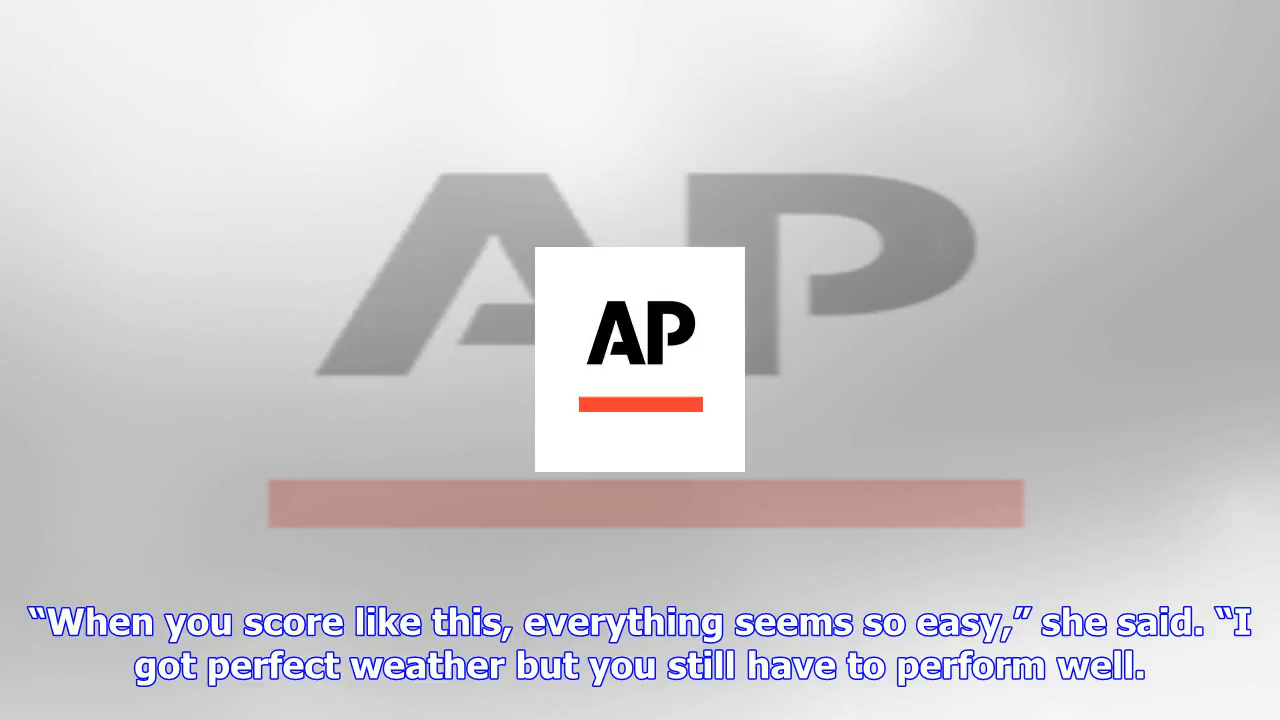 AP
AP
“When you score like this, everything seems so easy,” she said. “I
got perfect weather but you still have to perform well.